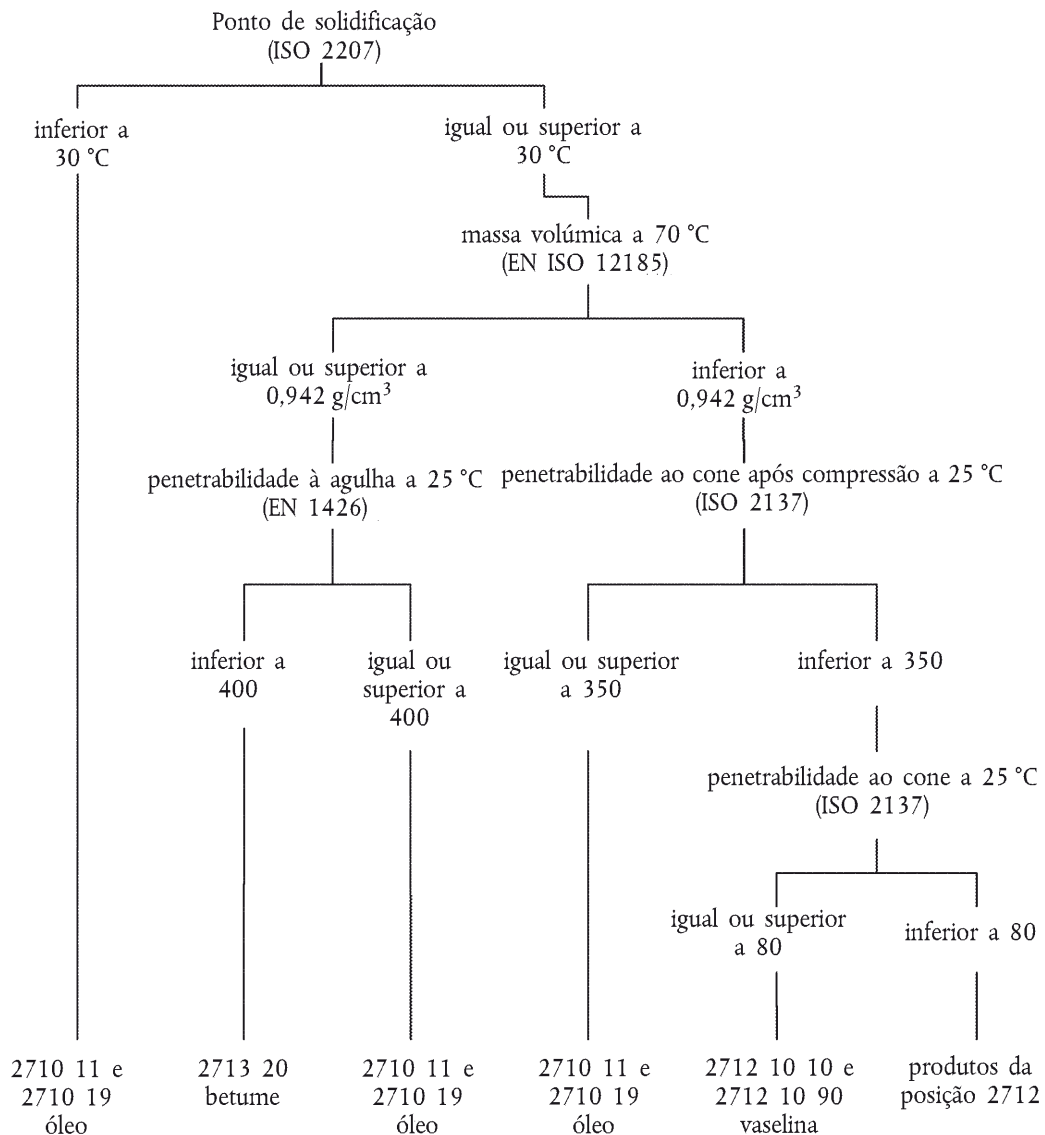 Ponto de solidificação
(ISO 2207)
inferior a
30 °C
igual ou superior a
30 °C
massa volúmica a 70 °C
(EN ISO 12185)
igual ou superior a
0,942 g/cm³
inferior a
0,942 g/cm³
penetrabilidade à agulha a 25 °C
(EN 1426)
penetrabilidade ao cone após compressão a 25 °C
(ISO 2137)
inferior a
400
igual ou
superior a
400
igual ou superior
a 350
inferior a 350
penetrabilidade ao cone a 25 °C
(ISO 2137)
igual ou superior
a 80
inferior a 80
2710 11 e
2710 19
óleo
2713 20
betume
2710 11 e
2710 19
óleo
2710 11 e
2710 19
óleo
2712 10 10 e
2712 10 90
vaselina
produtos da
posição 2712